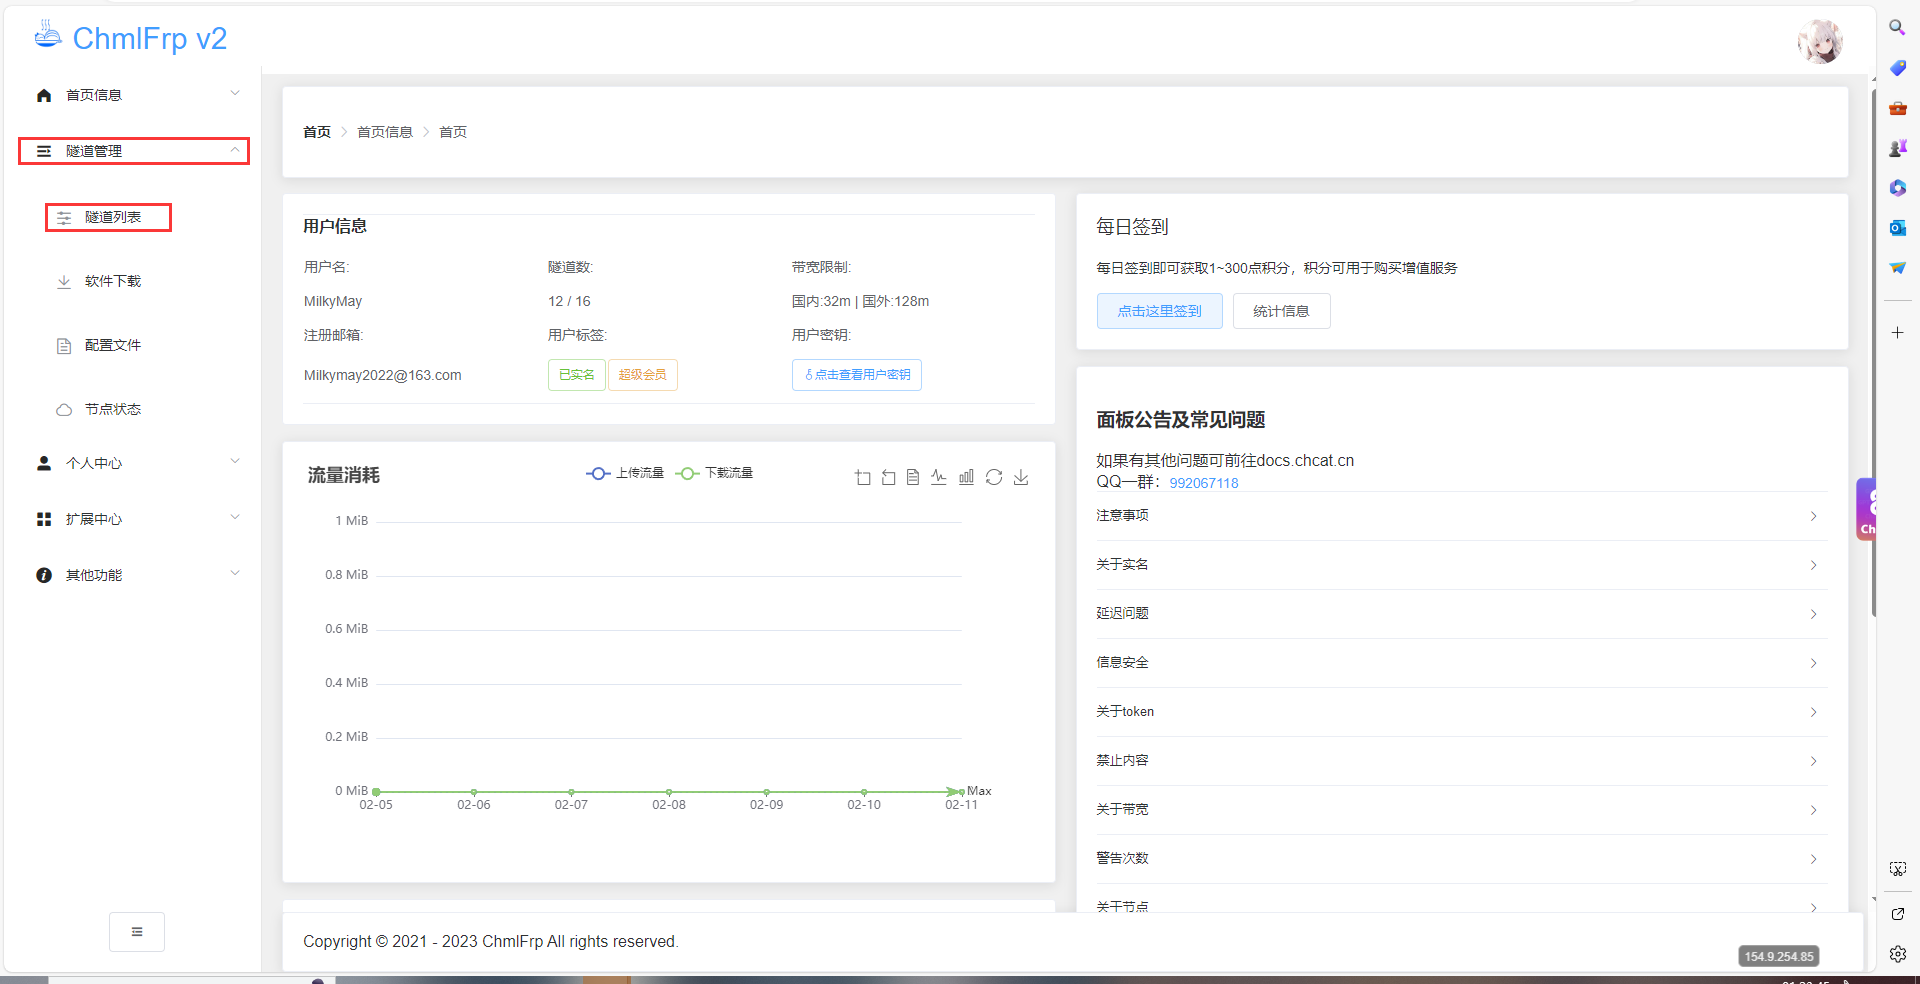 ChmlFrp v2
首页信息
隧道管理
隧道列表
软件下载
配置文件
节点状态
个人中心
扩展中心
其他功能
首页 首页信息 首页
用户信息
用户名: 隧道数: 带宽限制:
MilkyMay 12 / 16 国内:32m | 国外:128m
注册邮箱: 用户标签: 用户密钥:
Milkymay2022@163.com 已实名 超级会员 点击查看用户密钥
每日签到
每日签到即可获取1~300点积分，积分可用于购买增值服务
点击这里签到 统计信息
流量消耗
上传流量 下载流量
1 MiB
0.8 MiB
0.6 MiB
0.4 MiB
0.2 MiB
0 MiB
Max
02-05 02-06 02-07 02-08 02-09 02-10 02-11
面板公告及常见问题
如果有其他问题可前往docs.chcat.cn
QQ一群：992067118
注意事项
关于实名
延迟问题
信息安全
关于token
禁止内容
关于带宽
警告次数
关于节点
Ch
Copyright © 2021 - 2023 ChmlFrp All rights reserved.
154.9.254.85